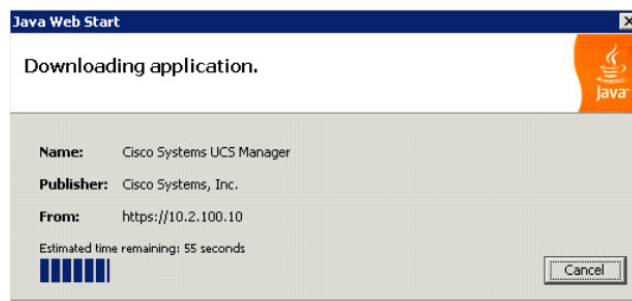 Java Web Start
Downloading application.
Java
Name: Cisco Systems UCS Manager
Publisher: Cisco Systems, Inc.
From: https://10.2.100.10
Estimated time remaining: 55 seconds
Cancel